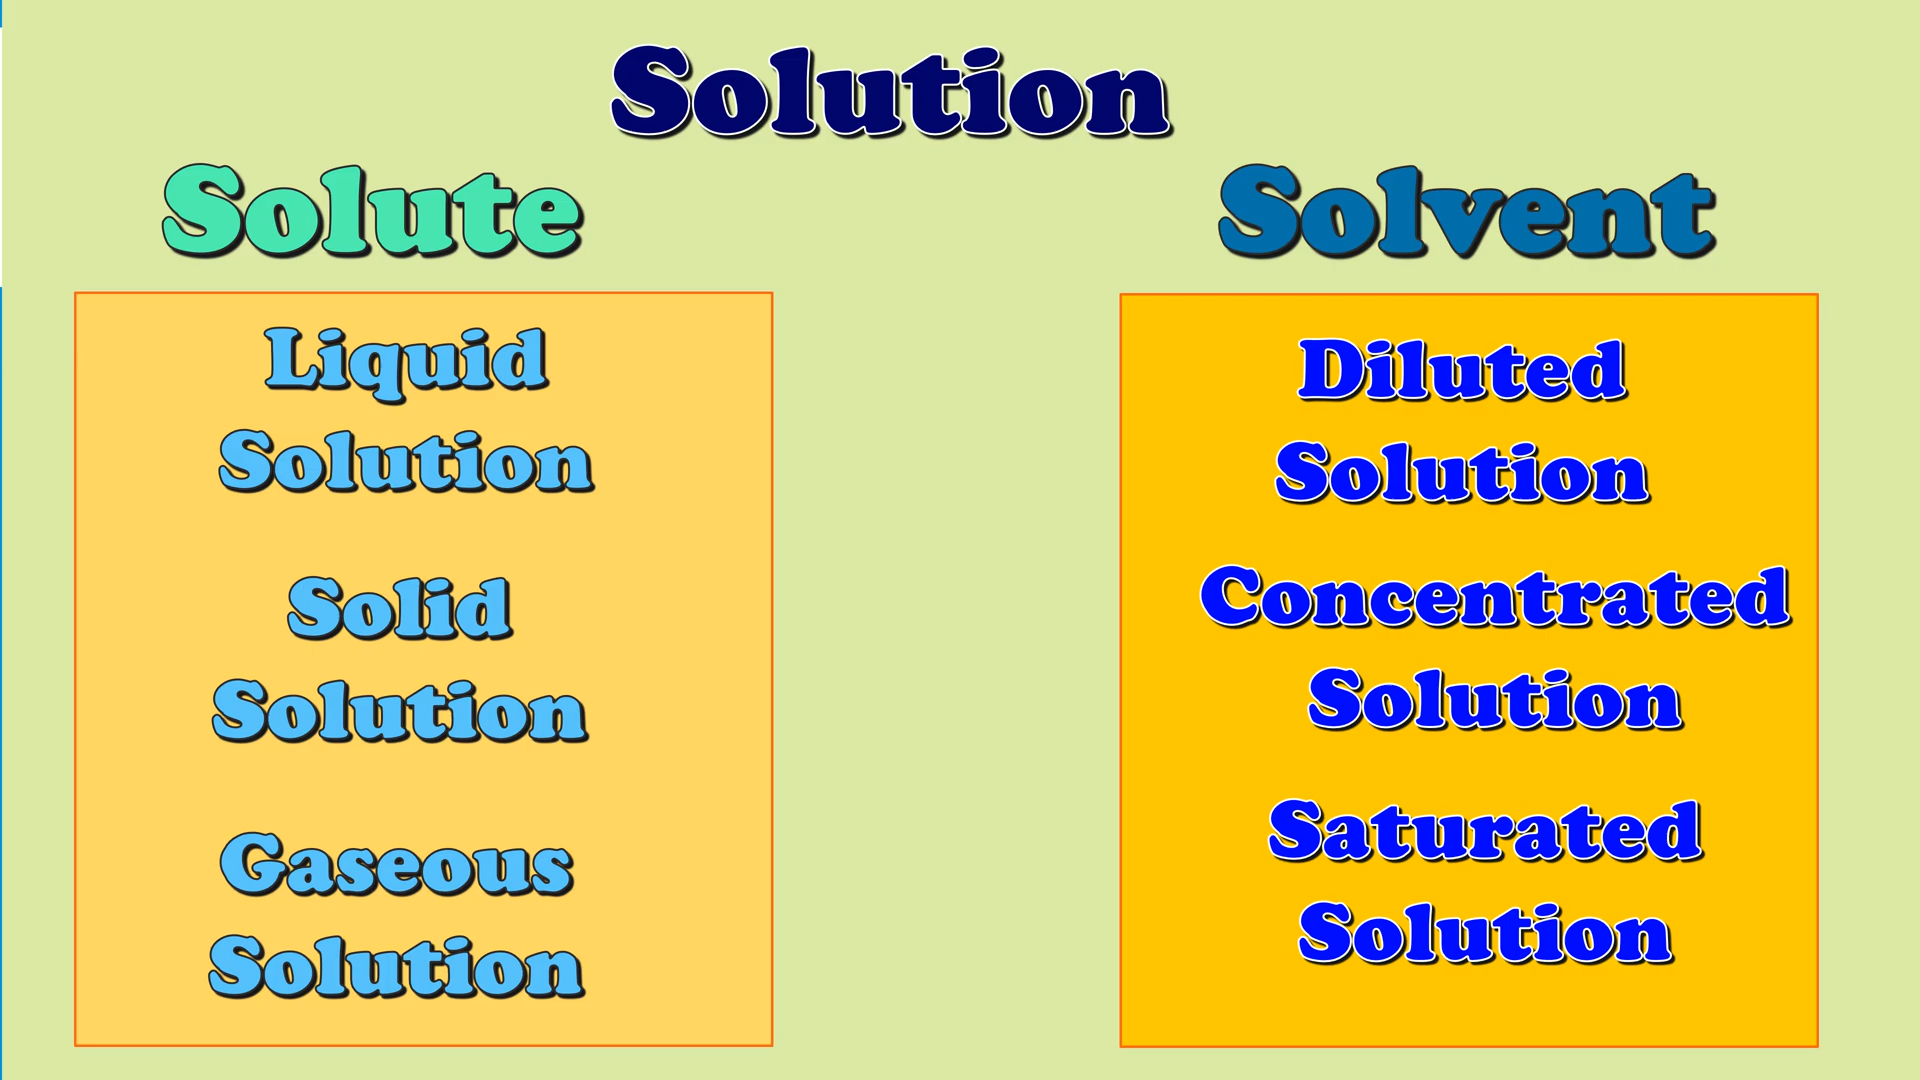 Solution
Solute
Solvent
Liquid
Solution
Solid
Solution
Gaseous
Solution
Diluted
Solution
Concentrated
Solution
Saturated
Solution